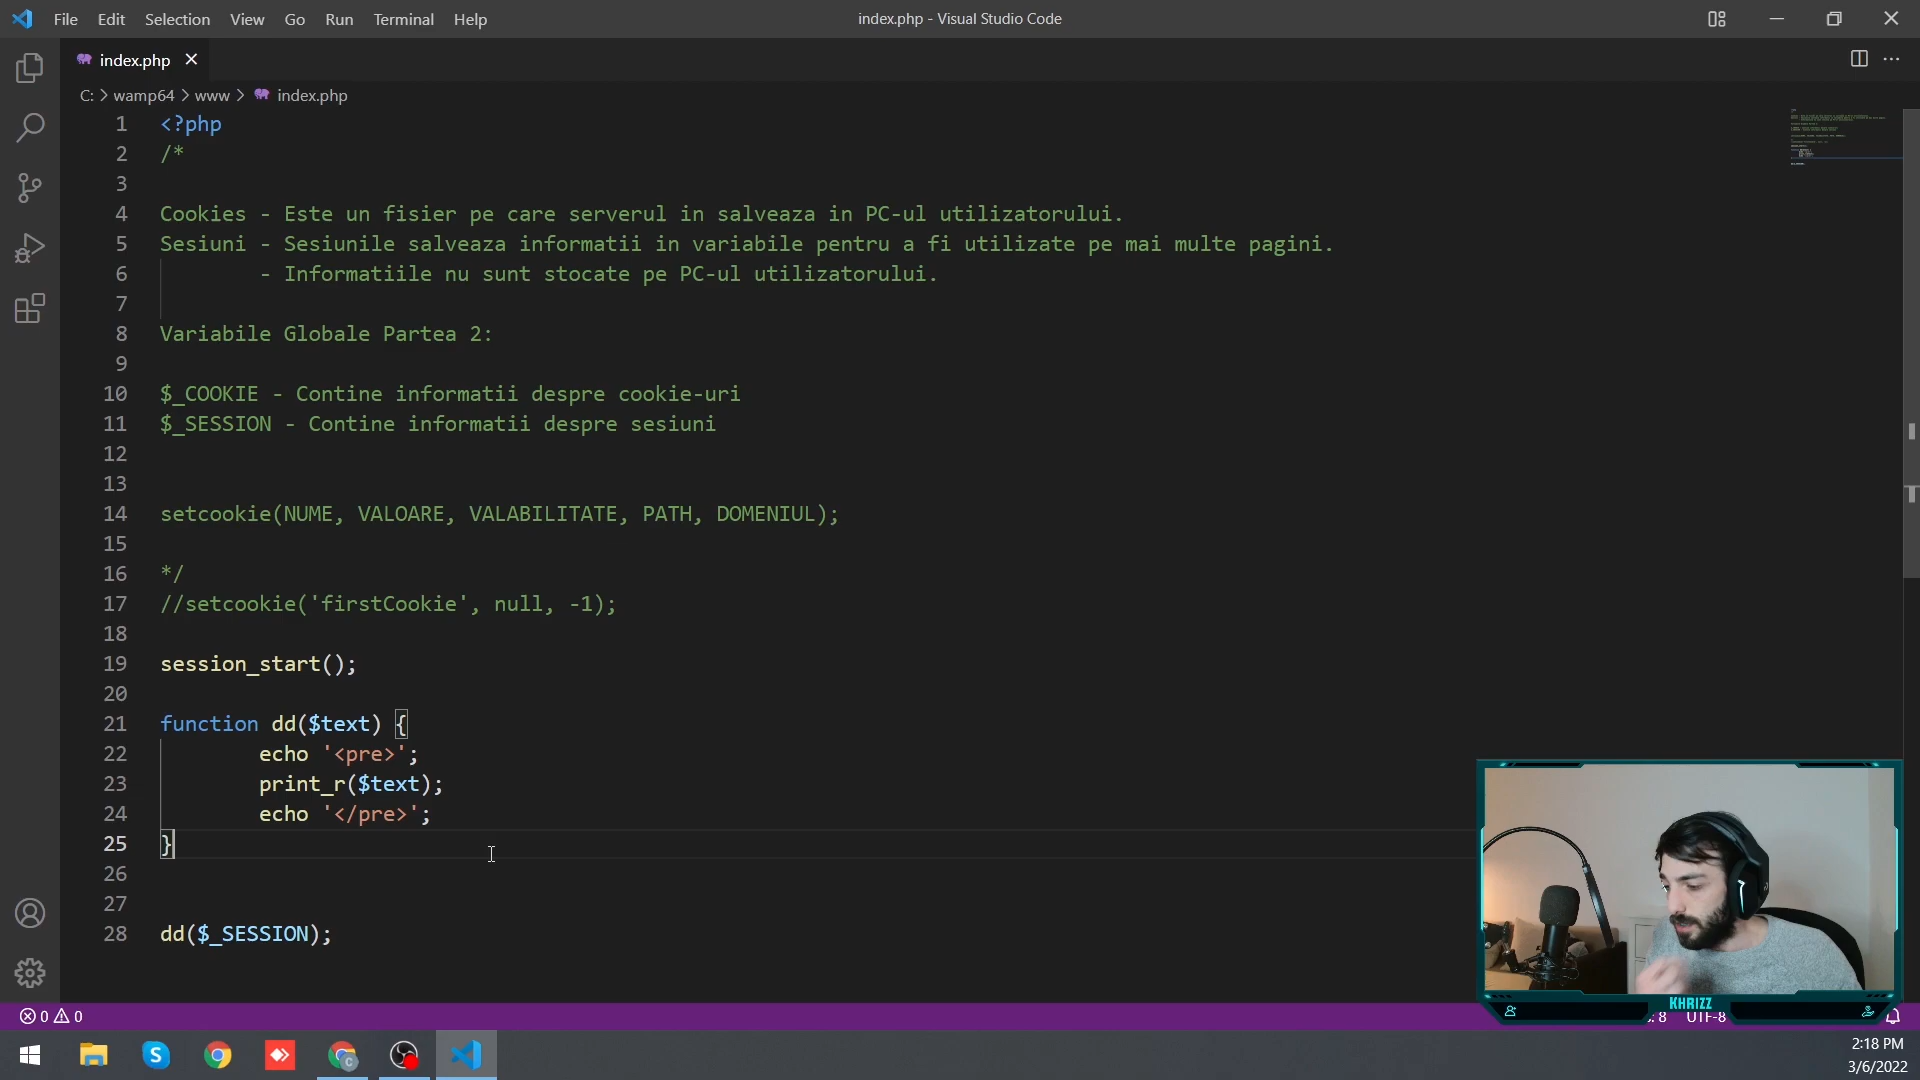 File Edit Selection View Go Run Terminal Help
index.php - Visual Studio Code
index.php
C: > wamp64 > www > index.php
1 <?php
2 /*
3
4 Cookies - Este un fisier pe care serverul in salveaza in PC-ul utilizatorului.
5 Sesiuni - Sesiunile salveaza informatii in variabile pentru a fi utilizate pe mai multe pagini.
6 - Informatiile nu sunt stocate pe PC-ul utilizatorului.
7
8 Variabile Globale Partea 2:
9
10 $_COOKIE - Contine informatii despre cookie-uri
11 $_SESSION - Contine informatii despre sesiuni
12
13
14 setcookie(NUME, VALOARE, VALABILITATE, PATH, DOMENIUL);
15
16 */
17 //setcookie('firstCookie', null, -1);
18
19 session_start();
20
21 function dd($text) {
22 echo '<pre>';
23 print_r($text);
24 echo '</pre>';
25 }
26
27
28 dd($_SESSION);
KHRIZZ
0 0
: 8 UTF-8
2:18 PM
3/6/2022